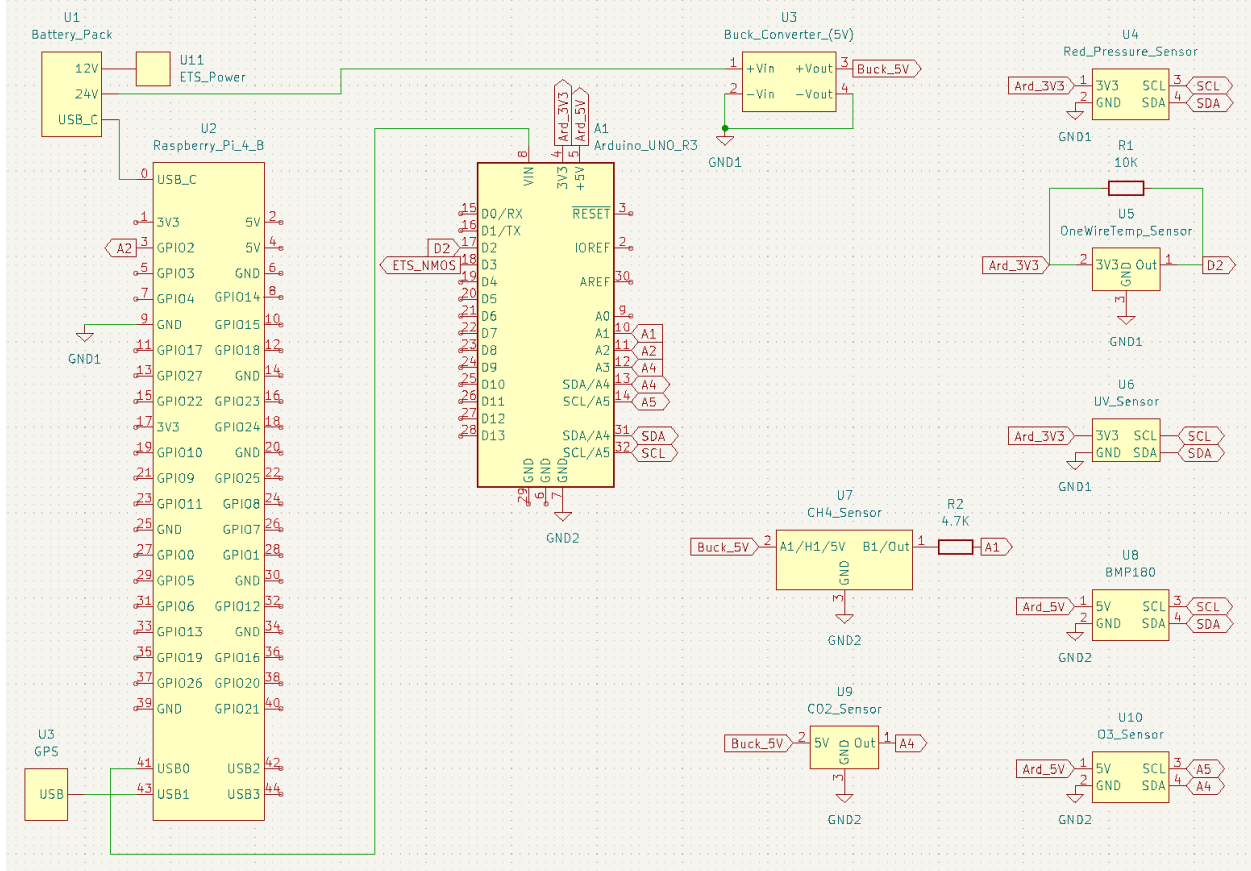 U1
Battery_Pack
12V
24V
USB_C
U11
ETS_Power
U2
Raspberry_Pi_4_B
0 USB_C
1 3V3 5V 2
A2 3 GPIO2 5V 4
5 GPIO3 GND 6
7 GPIO4 GPIO14 8
9 GND GPIO15 10
GND1
11 GPIO17 GPIO18 12
13 GPIO27 GND 14
15 GPIO22 GPIO23 16
17 3V3 GPIO24 18
19 GPIO10 GND 20
21 GPIO9 GPIO25 22
23 GPIO11 GPIO8 24
25 GND GPIO7 26
27 GPIO0 GPIO1 28
29 GPIO5 GND 30
31 GPIO6 GPIO12 32
33 GPIO13 GND 34
35 GPIO19 GPIO16 36
37 GPIO26 GPIO20 38
39 GND GPIO21 40
41 USB0 USB2 42
43 USB1 USB3 44
U3
GPS
USB
Ard_3V3
Ard_5V
A1
Arduino_UNO_R3
8 4 5
VIN 3V3 +5V
15 D0/RX RESET 3
16 D1/TX
D2 17 D2 IOREF 2
ETS_NMOS 18 D3
19 D4 AREF 30
20 D5
21 D6 A0 9
22 D7 A1 10 A1
23 D8 A2 11 A2
24 D9 A3 12 A4
25 D10 SDA/A4 13 A4
26 D11 SCL/A5 14 A5
27 D12
28 D13 SDA/A4 31 SDA
SCL/A5 32 SCL
GND GND GND
29 6 7
GND2
U3
Buck_Converter_(5V)
1 +Vin +Vout 3 Buck_5V
2 -Vin -Vout 4
GND1
U4
Red_Pressure_Sensor
Ard_3V3 1 3V3 SCL 3 SCL
2 GND SDA 4 SDA
GND1
R1
10K
U5
OneWireTemp_Sensor
Ard_3V3 2 3V3 GND Out 1 D2
3
GND1
U6
UV_Sensor
Ard_3V3 3V3 SCL SCL
GND SDA SDA
GND1
U7
CH4_Sensor
Buck_5V 2 A1/H1/5V GND B1/Out 1
3
GND2
R2
4.7K
A1
U8
BMP180
Ard_5V 1 5V SCL 3 SCL
2 GND SDA 4 SDA
GND2
U9
CO2_Sensor
Buck_5V 2 5V GND Out 1 A4
3
GND2
U10
O3_Sensor
Ard_5V 1 5V SCL 3 A5
2 GND SDA 4 A4
GND2